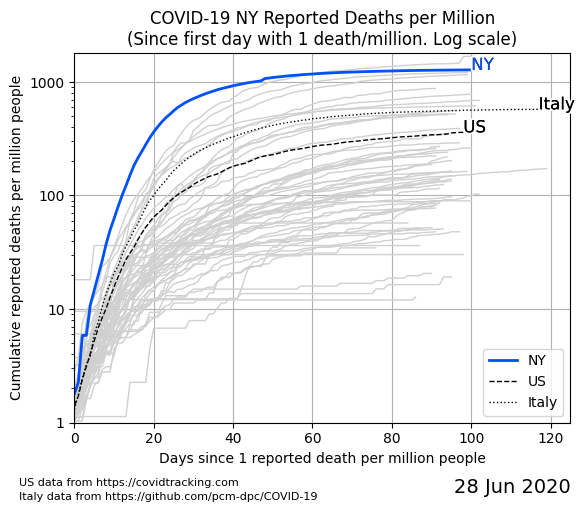 COVID-19 NY Reported Deaths per Million
(Since first day with 1 death/million. Log scale)
Cumulative reported deaths per million people
1000
100
10
1
NY
Italy
US
NY
US
Italy
0 20 40 60 80 100 120
Days since 1 reported death per million people
US data from https://covidtracking.com
Italy data from https://github.com/pcm-dpc/COVID-19
28 Jun 2020